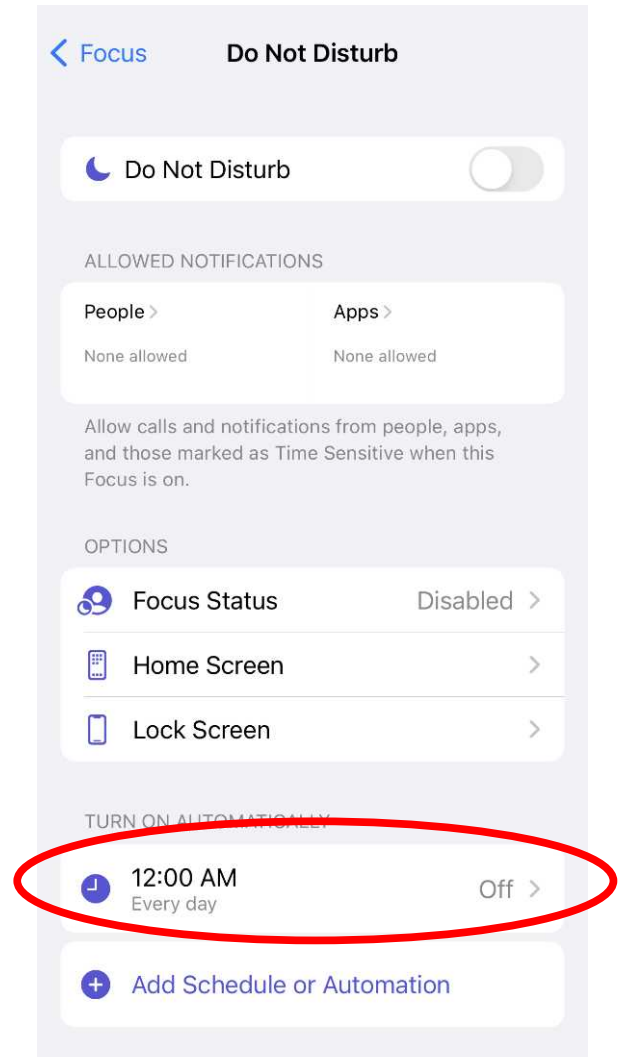 Focus
Do Not Disturb
Do Not Disturb
ALLOWED NOTIFICATIONS
People
Apps
None allowed
None allowed
Allow calls and notifications from people, apps,
and those marked as Time Sensitive when this
Focus is on.
OPTIONS
Focus Status
Disabled
Home Screen
Lock Screen
TURN ON AUTOMATICALLY
12:00 AM
Off
Every day
Add Schedule or Automation